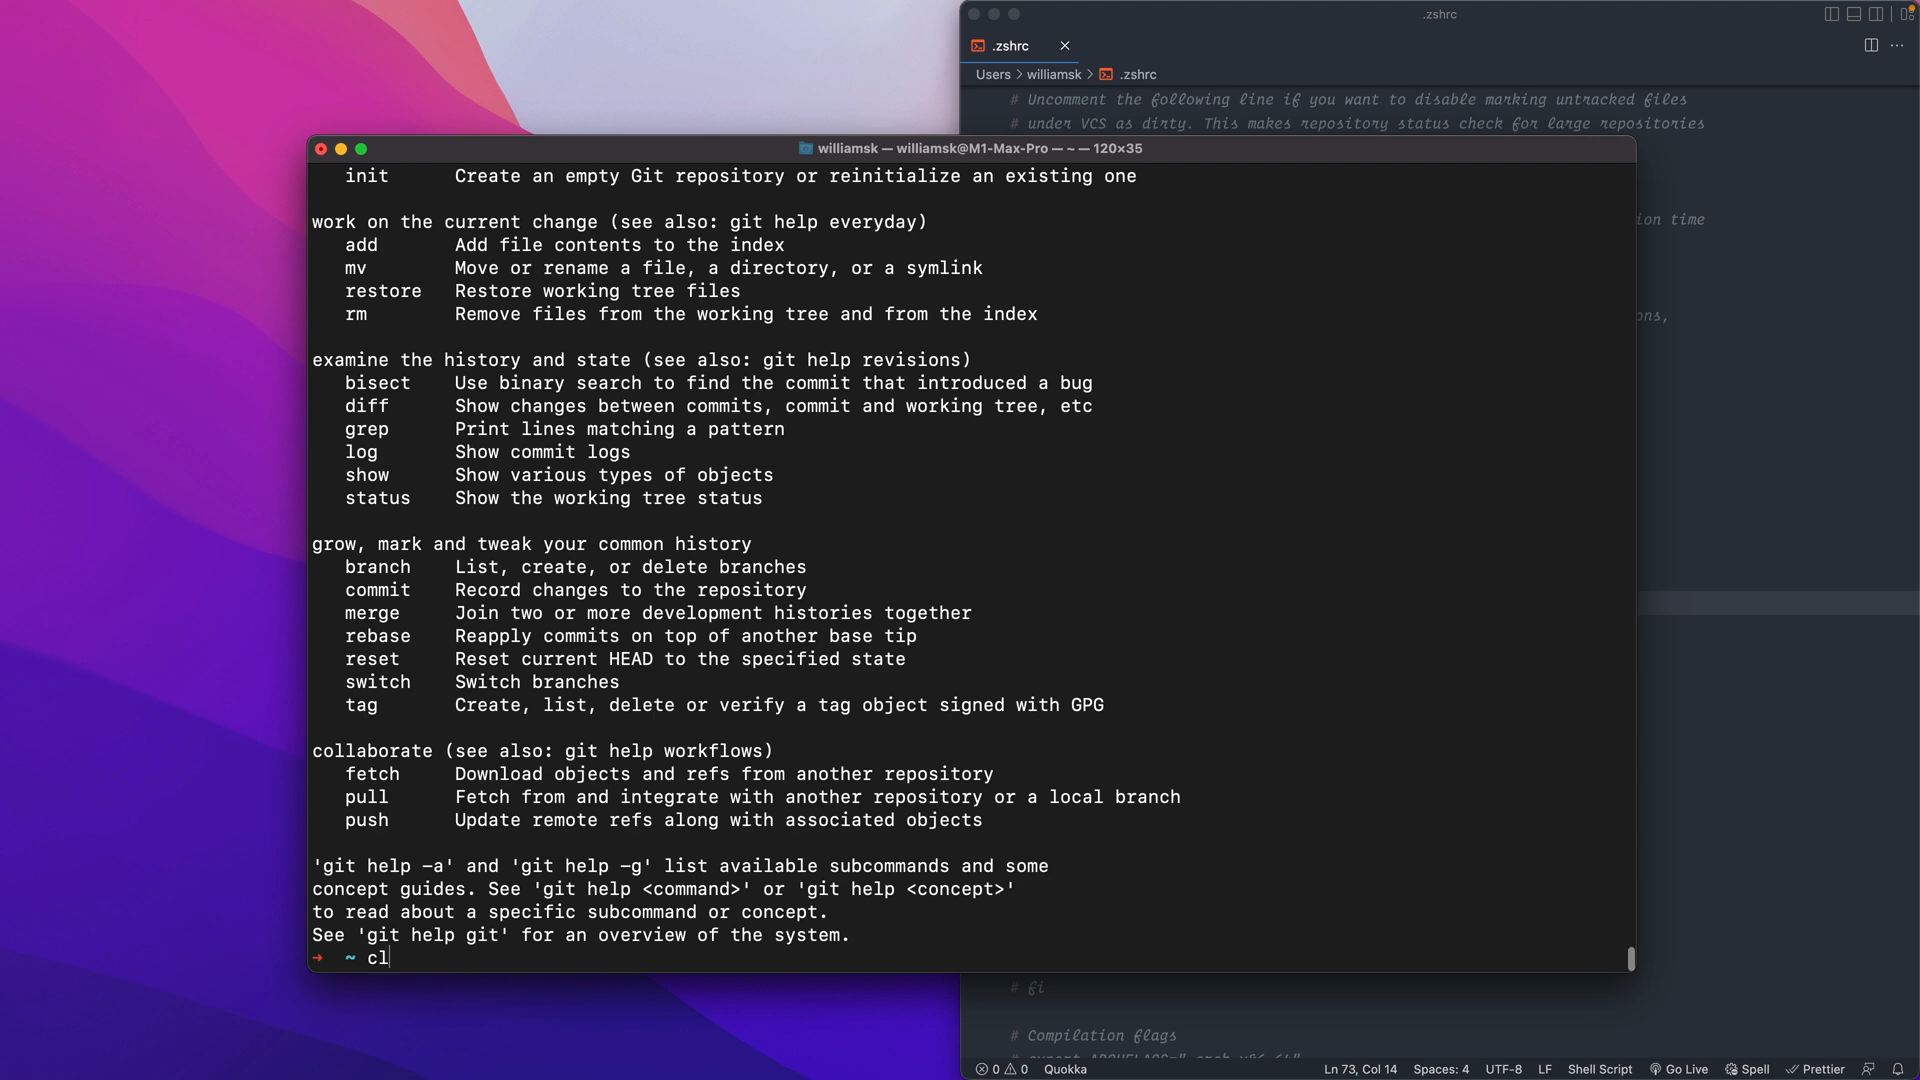 .zshrc
.zshrc
Users > williamsk > .zshrc
# Uncomment the following line if you want to disable marking untracked files
# under VCS as dirty. This makes repository status check for large repositories
williamsk — williamsk@M1-Max-Pro — ~ — 120×35
init Create an empty Git repository or reinitialize an existing one
work on the current change (see also: git help everyday)
add Add file contents to the index
mv Move or rename a file, a directory, or a symlink
restore Restore working tree files
rm Remove files from the working tree and from the index
examine the history and state (see also: git help revisions)
bisect Use binary search to find the commit that introduced a bug
diff Show changes between commits, commit and working tree, etc
grep Print lines matching a pattern
log Show commit logs
show Show various types of objects
status Show the working tree status
grow, mark and tweak your common history
branch List, create, or delete branches
commit Record changes to the repository
merge Join two or more development histories together
rebase Reapply commits on top of another base tip
reset Reset current HEAD to the specified state
switch Switch branches
tag Create, list, delete or verify a tag object signed with GPG
collaborate (see also: git help workflows)
fetch Download objects and refs from another repository
pull Fetch from and integrate with another repository or a local branch
push Update remote refs along with associated objects
'git help -a' and 'git help -g' list available subcommands and some
concept guides. See 'git help <command>' or 'git help <concept>'
to read about a specific subcommand or concept.
See 'git help git' for an overview of the system.
➜ ~ cl
ion time
ons,
# fi
# Compilation flags
0 0 Quokka Ln 73, Col 14 Spaces: 4 UTF-8 LF Shell Script Go Live Spell Prettier